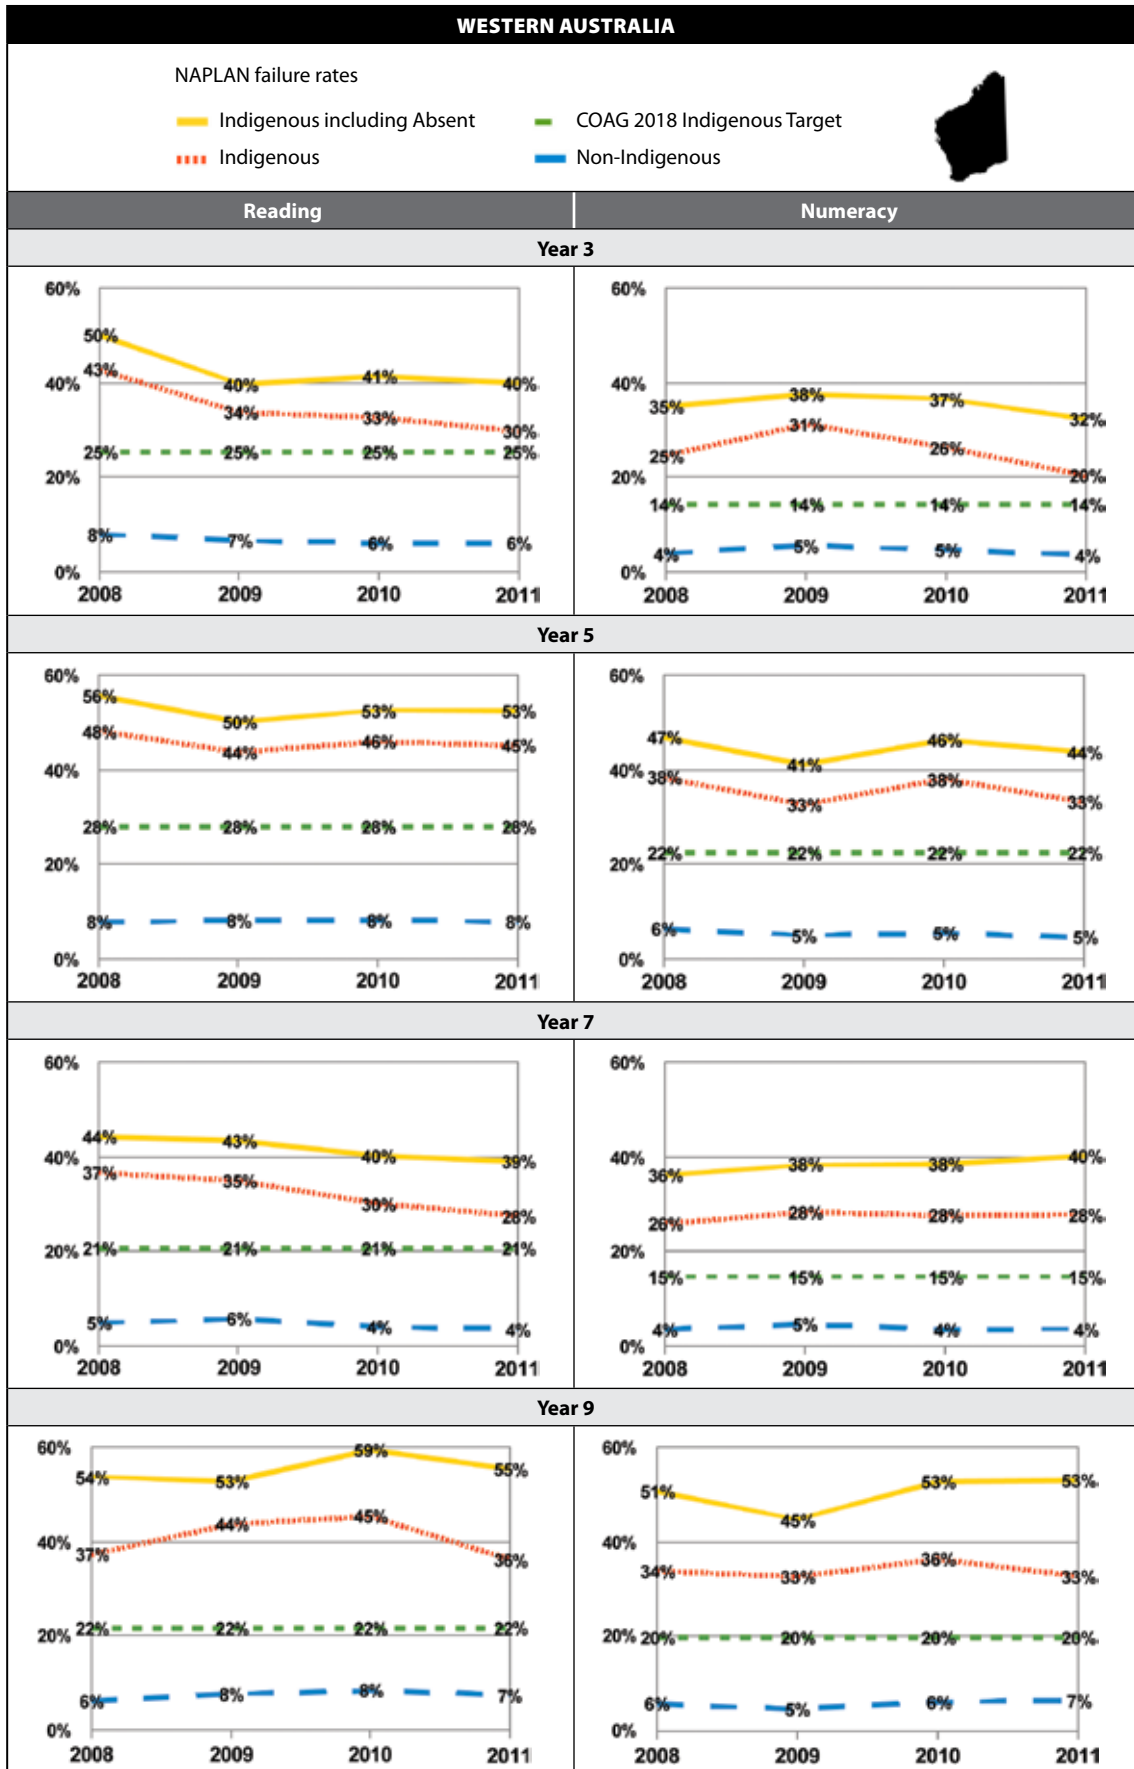 WESTERN AUSTRALIA
NAPLAN failure rates
Indigenous including Absent
COAG 2018 Indigenous Target
Indigenous
Non-Indigenous
Reading
Numeracy
Year 3
60%
40%
20%
0%
50% 40% 41% 40%
43% 34% 33% 30%
25% 25% 25% 25%
8% 7% 6% 6%
2008 2009 2010 2011
60%
40%
20%
0%
35% 38% 37% 32%
25% 31% 26% 20%
14% 14% 14% 14%
4% 5% 5% 4%
2008 2009 2010 2011
Year 5
60%
40%
20%
0%
56% 50% 53% 53%
48% 44% 46% 45%
28% 28% 28% 28%
8% 8% 8% 8%
2008 2009 2010 2011
60%
40%
20%
0%
47% 41% 46% 44%
38% 33% 38% 33%
22% 22% 22% 22%
6% 5% 5% 5%
2008 2009 2010 2011
Year 7
60%
40%
20%
0%
44% 43% 40% 39%
37% 35% 30% 28%
21% 21% 21% 21%
5% 6% 4% 4%
2008 2009 2010 2011
60%
40%
20%
0%
36% 38% 38% 40%
26% 28% 28% 28%
15% 15% 15% 15%
4% 5% 4% 4%
2008 2009 2010 2011
Year 9
60%
40%
20%
0%
54% 53% 59% 55%
37% 44% 45% 36%
22% 22% 22% 22%
6% 8% 8% 7%
2008 2009 2010 2011
60%
40%
20%
0%
51% 45% 53% 53%
34% 33% 36% 33%
20% 20% 20% 20%
6% 5% 6% 7%
2008 2009 2010 2011